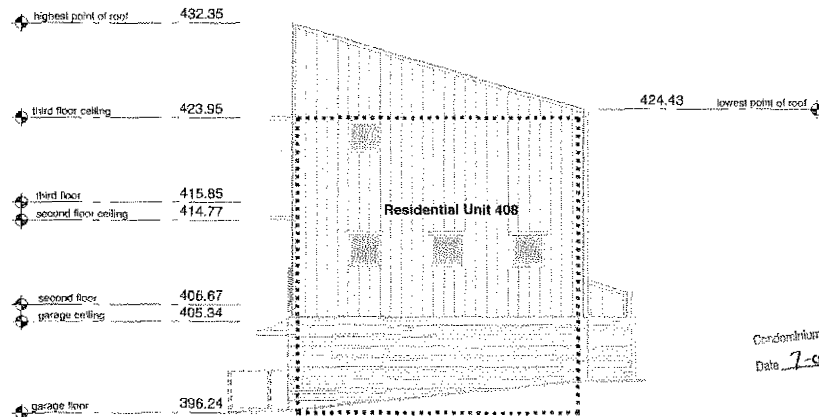 highest point of roof 432.35
third floor ceiling 423.95
424.43 lowest point of roof
third floor 415.85
second floor ceiling 414.77
Residential Unit 408
second floor 406.67
garage ceiling 405.34
Condominium
Date
garage floor 396.24